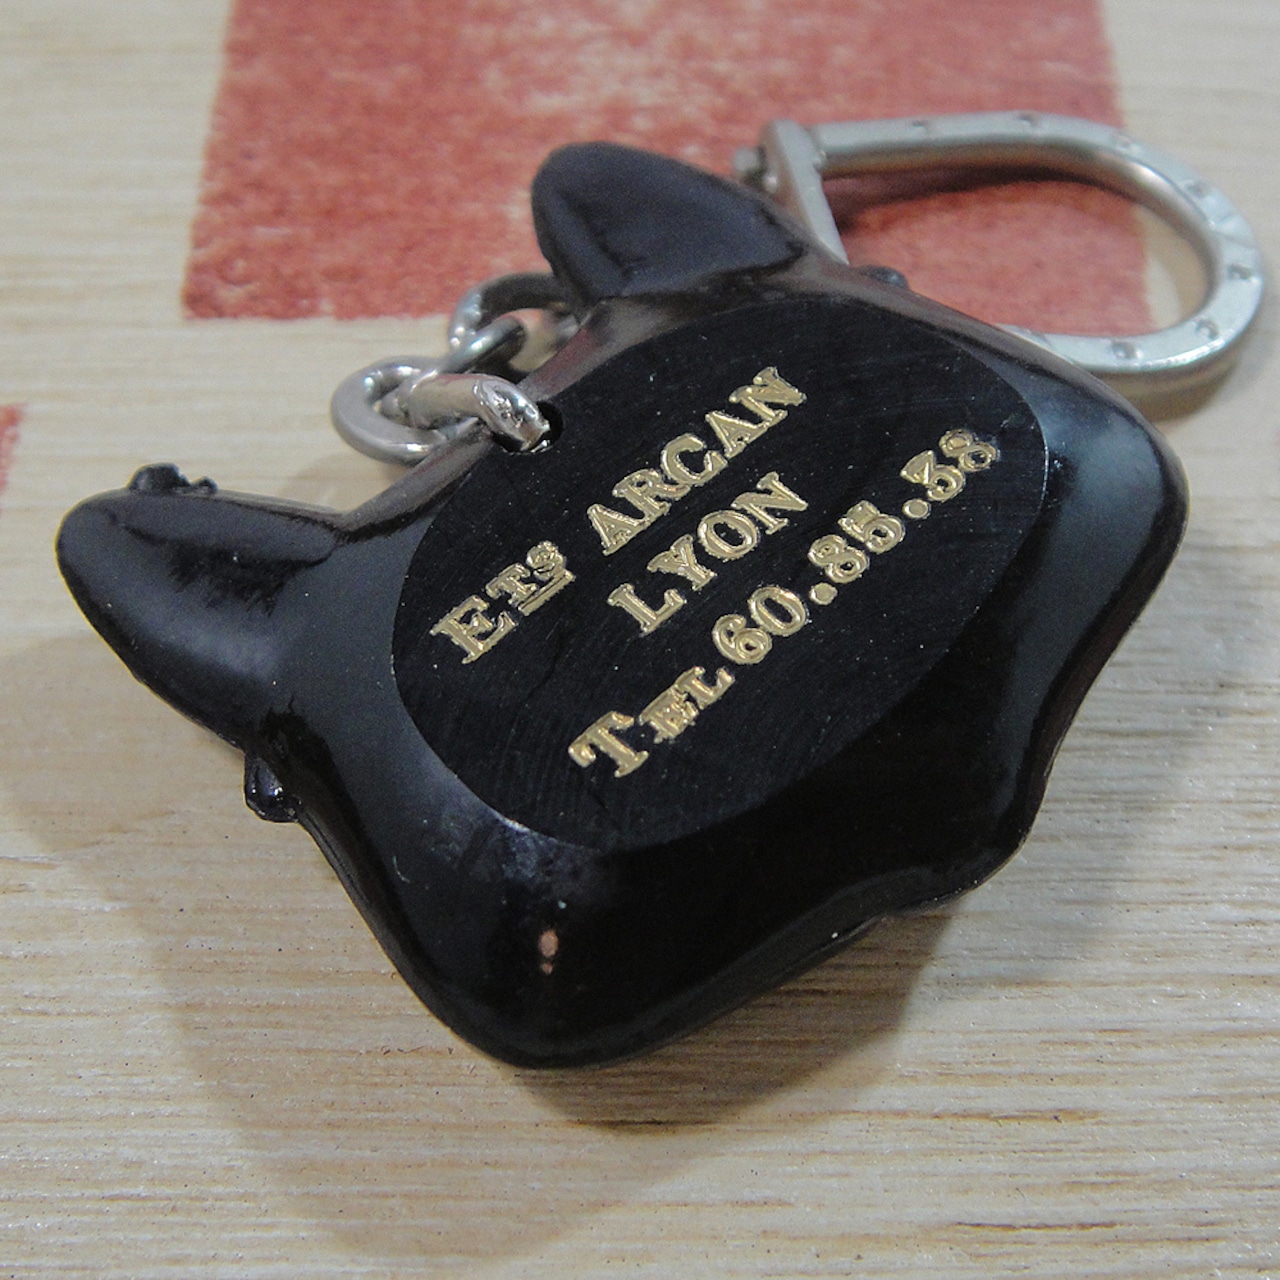 ETS ARCAN
LYON
TEL 60.85.38